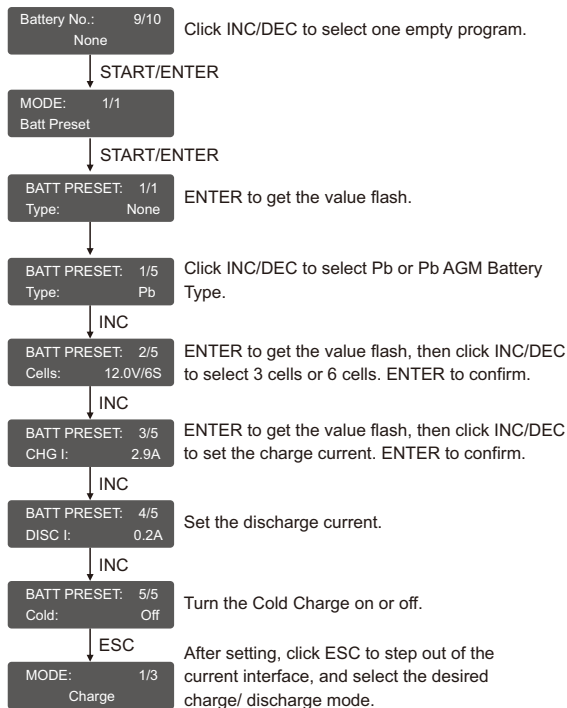 Battery No.: 9/10
None
Click INC/DEC to select one empty program.
START/ENTER
MODE: 1/1
Batt Preset
START/ENTER
BATT PRESET: 1/1
Type: None
ENTER to get the value flash.
BATT PRESET: 1/5
Type: Pb
Click INC/DEC to select Pb or Pb AGM Battery
Type.
INC
BATT PRESET: 2/5
Cells: 12.0V/6S
ENTER to get the value flash, then click INC/DEC
to select 3 cells or 6 cells. ENTER to confirm.
INC
BATT PRESET: 3/5
CHG I: 2.9A
ENTER to get the value flash, then click INC/DEC
to set the charge current. ENTER to confirm.
INC
BATT PRESET: 4/5
DISC I: 0.2A
Set the discharge current.
INC
BATT PRESET: 5/5
Cold: Off
Turn the Cold Charge on or off.
ESC
MODE: 1/3
Charge
After setting, click ESC to step out of the
current interface, and select the desired
charge/ discharge mode.